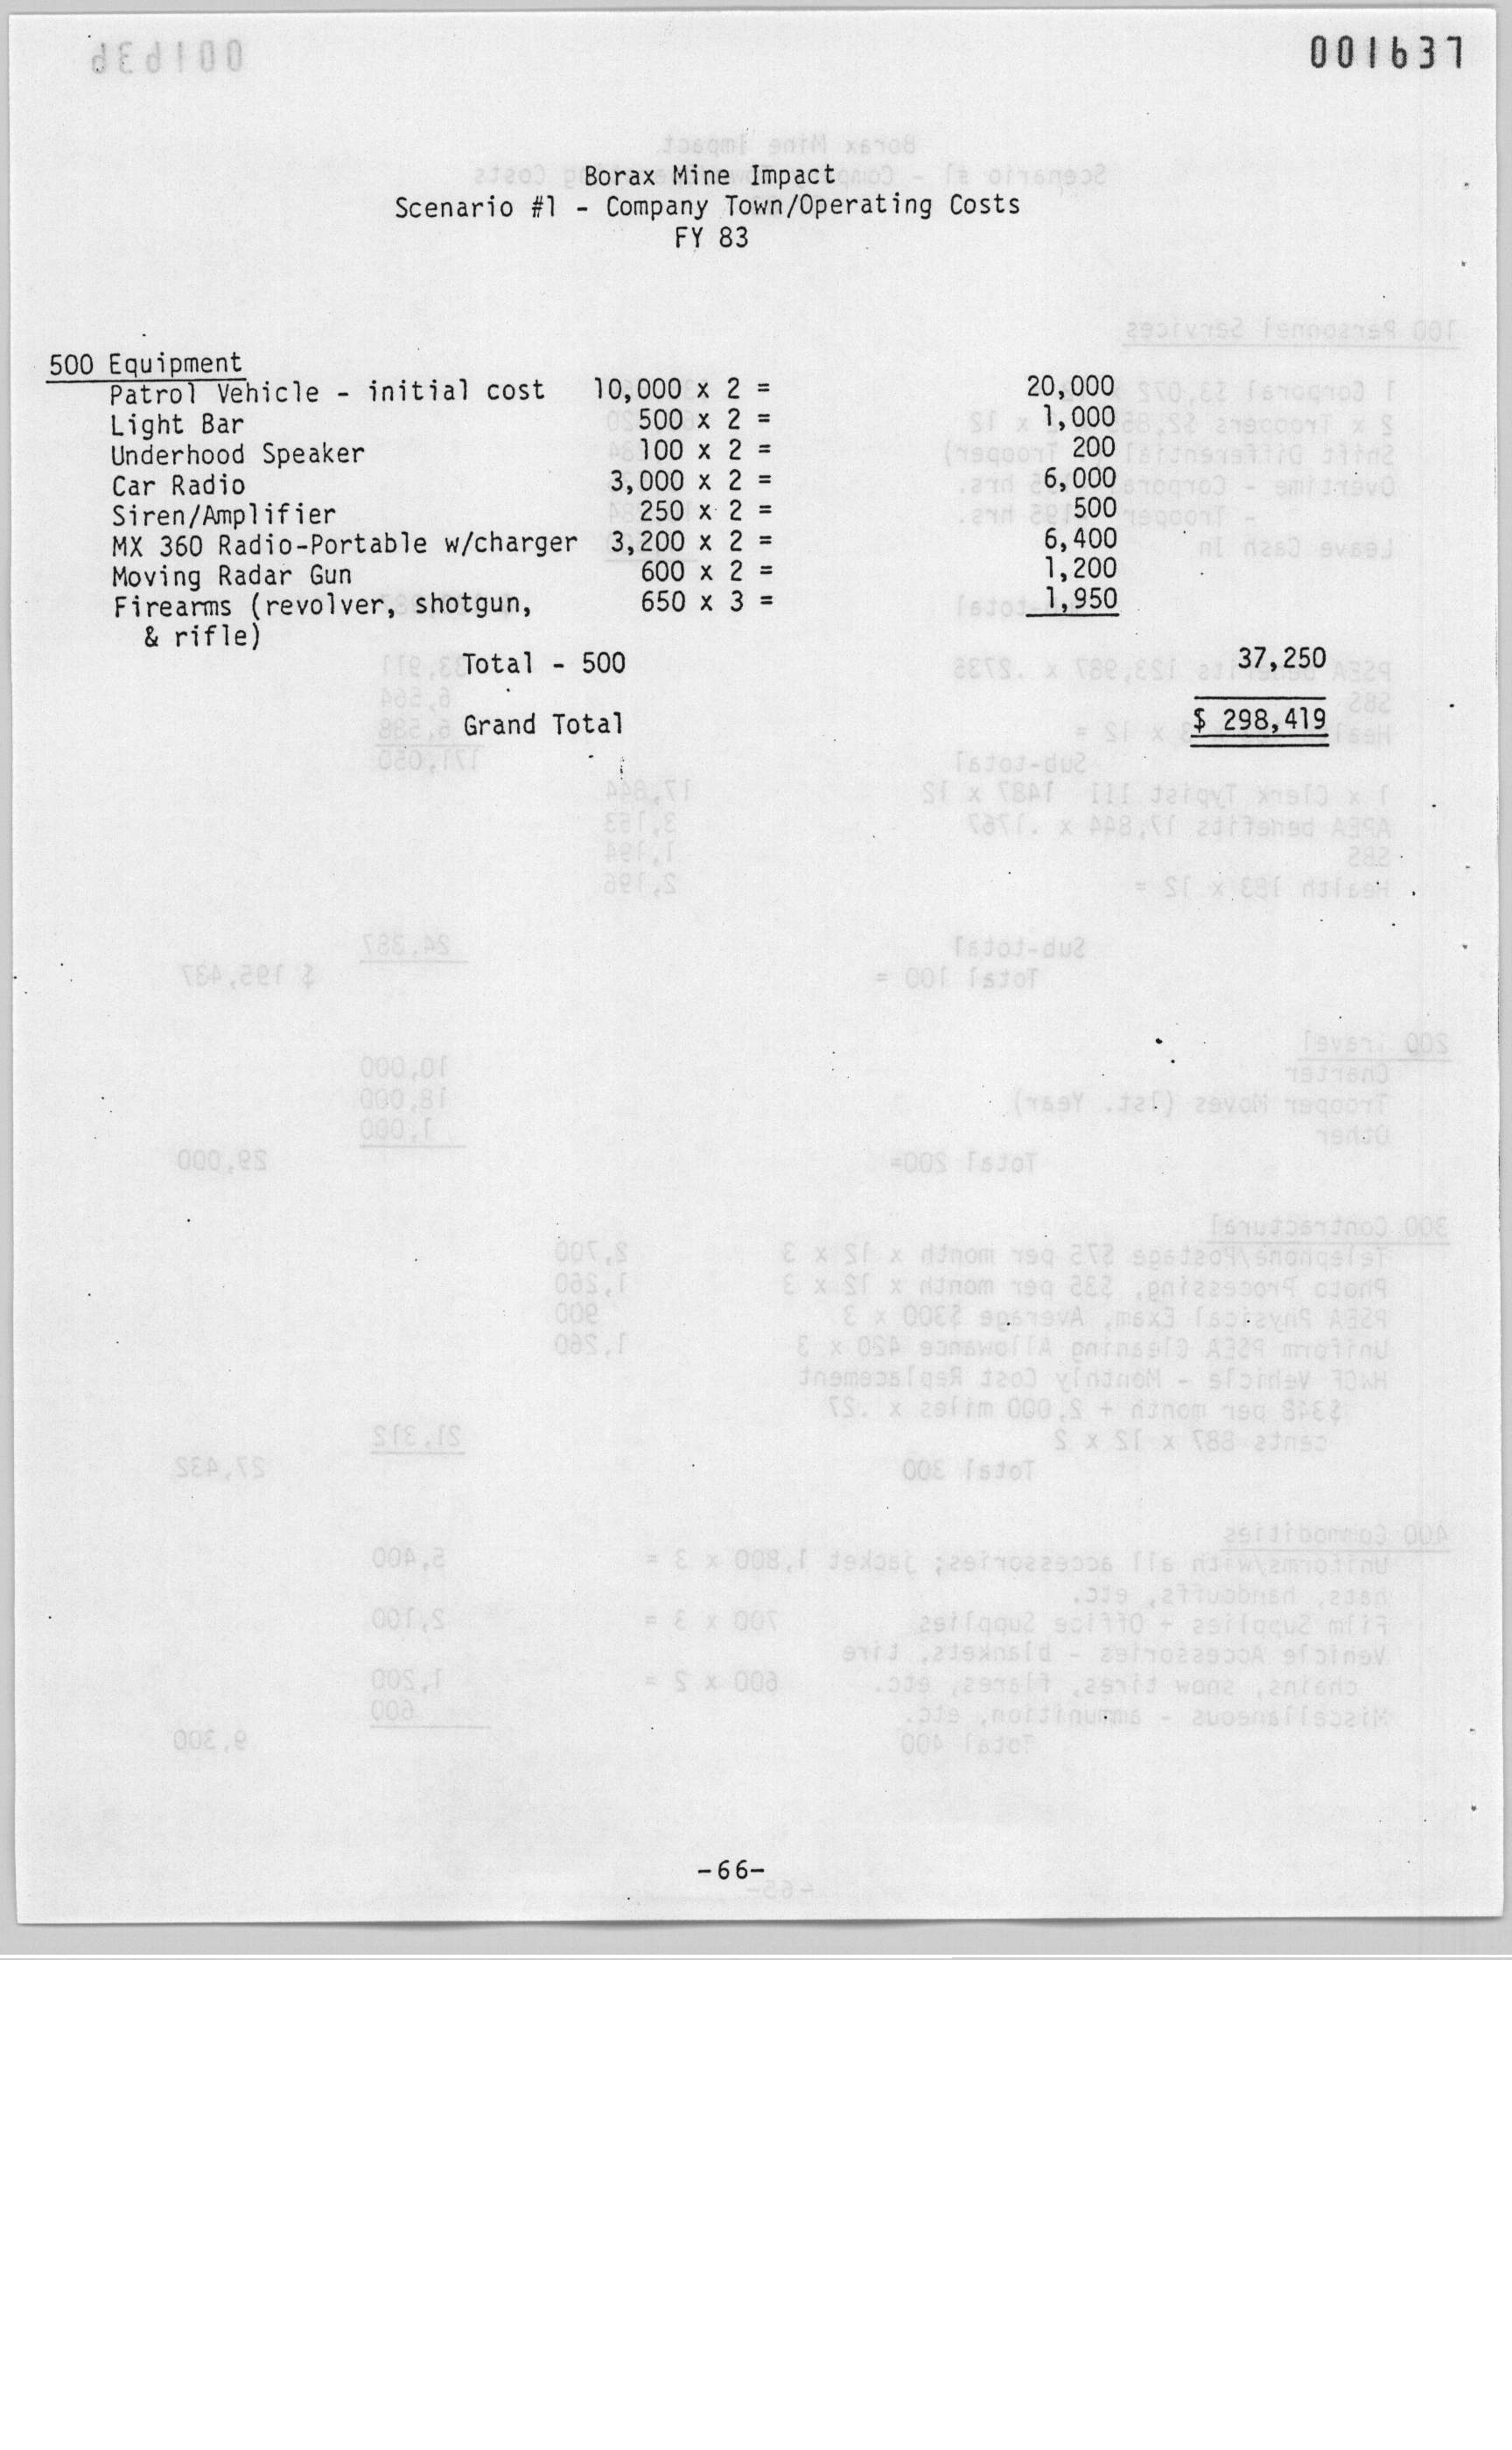 001637
Borax Mine Impact
Scenario #1 - Company Town/Operating Costs
FY 83
500 Equipment
Patrol Vehicle - initial cost 10,000 x 2 = 20,000
Light Bar 500 x 2 = 1,000
Underhood Speaker 100 x 2 = 200
Car Radio 3,000 x 2 = 6,000
Siren/Amplifier 250 x 2 = 500
MX 360 Radio-Portable w/charger 3,200 x 2 = 6,400
Moving Radar Gun 600 x 2 = 1,200
Firearms (revolver, shotgun, 650 x 3 = 1,950
& rifle)
Total - 500 37,250
Grand Total $ 298,419
-66-